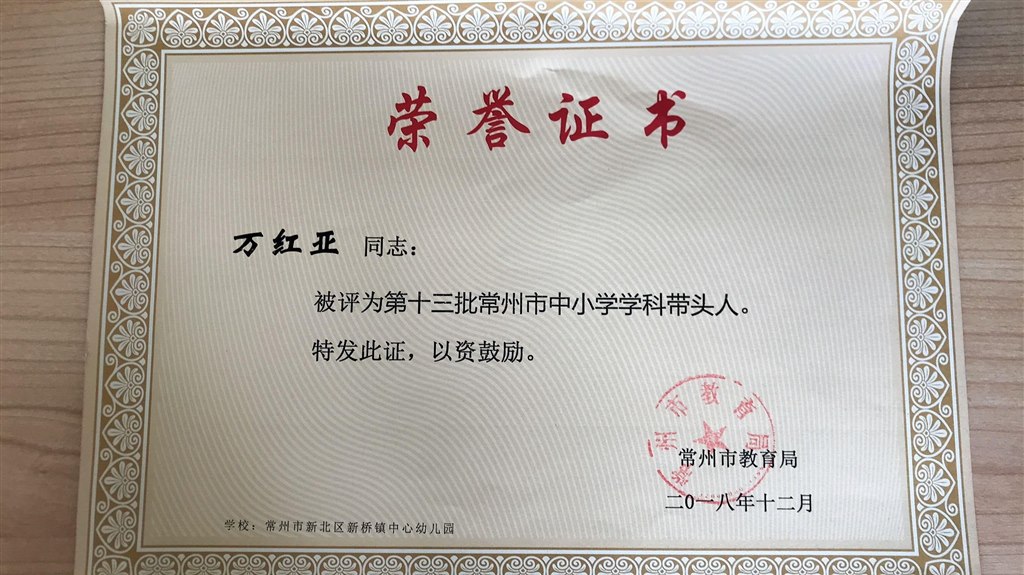 荣誉证书
万红亚 同志：
被评为第十三批常州市中小学学科带头人。
特发此证，以资鼓励。
常州市教育局
常州市教育局
二0一八年十二月
学校：常州市新北区新桥镇中心幼儿园